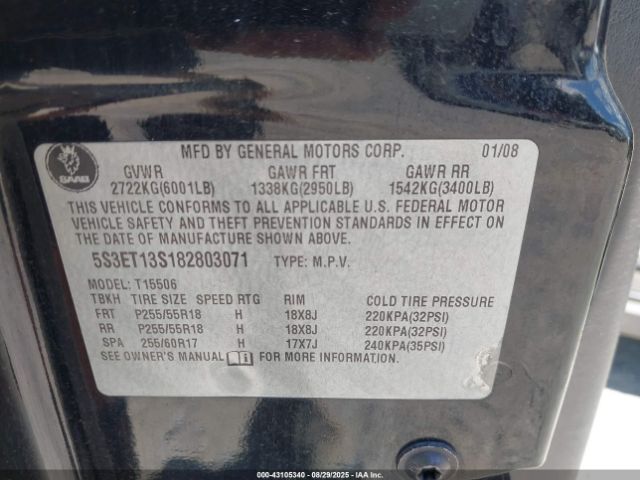 MFD BY GENERAL MOTORS CORP. 01/08
SAAB
GVWR GAWR FRT GAWR RR
2722KG(6001LB) 1338KG(2950LB) 1542KG(3400LB)
THIS VEHICLE CONFORMS TO ALL APPLICABLE U.S. FEDERAL MOTOR
VEHICLE SAFETY AND THEFT PREVENTION STANDARDS IN EFFECT ON
THE DATE OF MANUFACTURE SHOWN ABOVE.
5S3ET13S182803071 TYPE: M.P.V.
MODEL: T15506
TBKH TIRE SIZE SPEED RTG RIM COLD TIRE PRESSURE
FRT P255/55R18 H 18X8J 220KPA(32PSI)
RR P255/55R18 H 18X8J 220KPA(32PSI)
SPA 255/60R17 H 17X7J 240KPA(35PSI)
SEE OWNER'S MANUAL i FOR MORE INFORMATION.
000-43105340 - 08/29/2025 - IAAI.COM